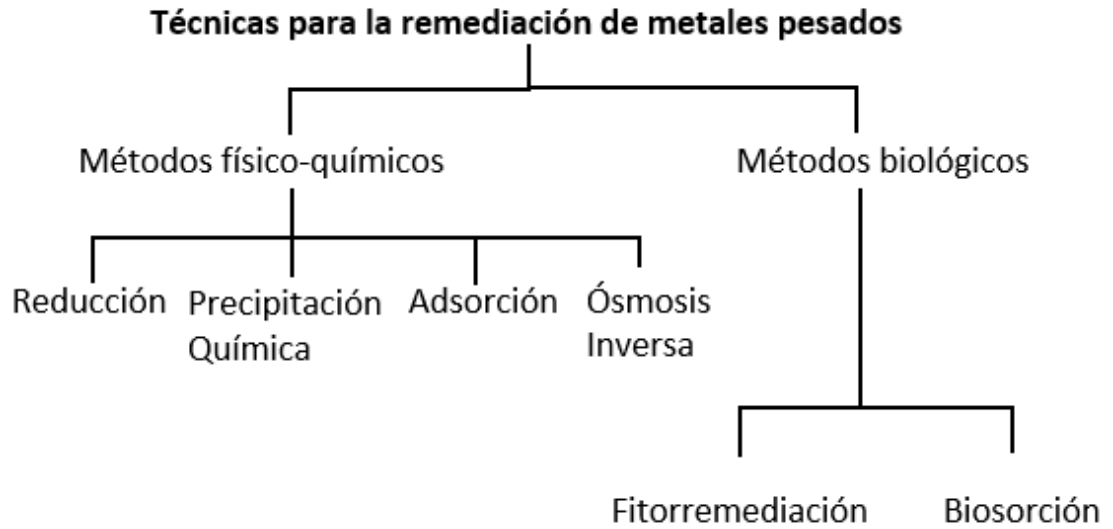 Técnicas para la remediación de metales pesados
Métodos físico-químicos
Métodos biológicos
Reducción
Precipitación
Química
Adsorción
Ósmosis
Inversa
Fitorremediación
Biosorción